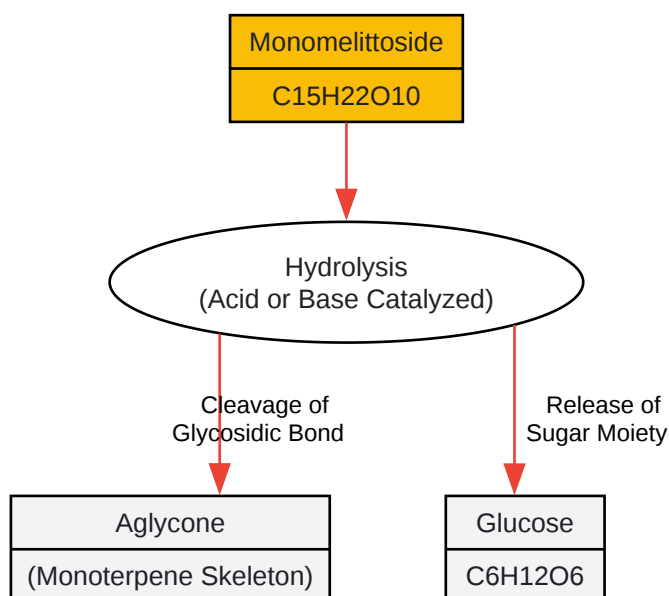 Monomelittoside
C15H22O10
Hydrolysis
(Acid or Base Catalyzed)
Cleavage of
Glycosidic Bond
Release of
Sugar Moiety
Aglycone
(Monoterpene Skeleton)
Glucose
C6H12O6